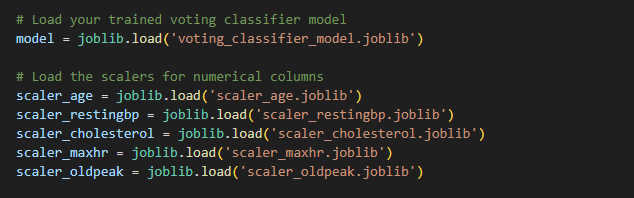 # Load your trained voting classifier model
model = joblib.load('voting_classifier_model.joblib')
# Load the scalers for numerical columns
scaler_age = joblib.load('scaler_age.joblib')
scaler_restingbp = joblib.load('scaler_restingbp.joblib')
scaler_cholesterol = joblib.load('scaler_cholesterol.joblib')
scaler_maxhr = joblib.load('scaler_maxhr.joblib')
scaler_oldpeak = joblib.load('scaler_oldpeak.joblib')